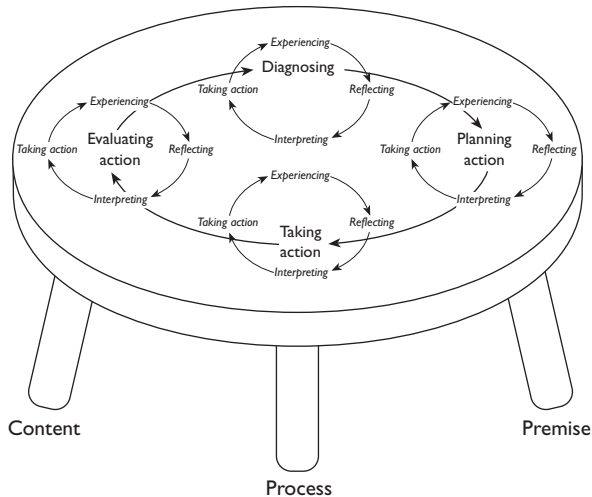 Experiencing
Diagnosing
Taking action
Reflecting
Interpreting
Experiencing
Taking action
Evaluating
action
Reflecting
Interpreting
Experiencing
Taking action
Planning
action
Reflecting
Interpreting
Experiencing
Taking action
Reflecting
Taking
action
Interpreting
Content
Premise
Process